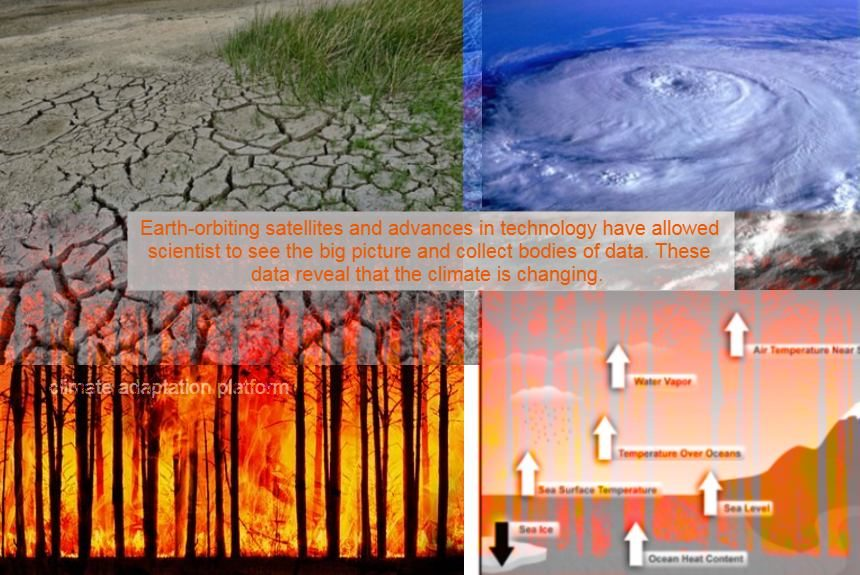 Earth-orbiting satellites and advances in technology have allowed
scientist to see the big picture and collect bodies of data. These
data reveal that the climate is changing.
climate adaptation platform
Air Temperature Near
Water Vapor
Temperature Over Oceans
Sea Surface Temperature
Sea Level
Sea Ice
Ocean Heat Content